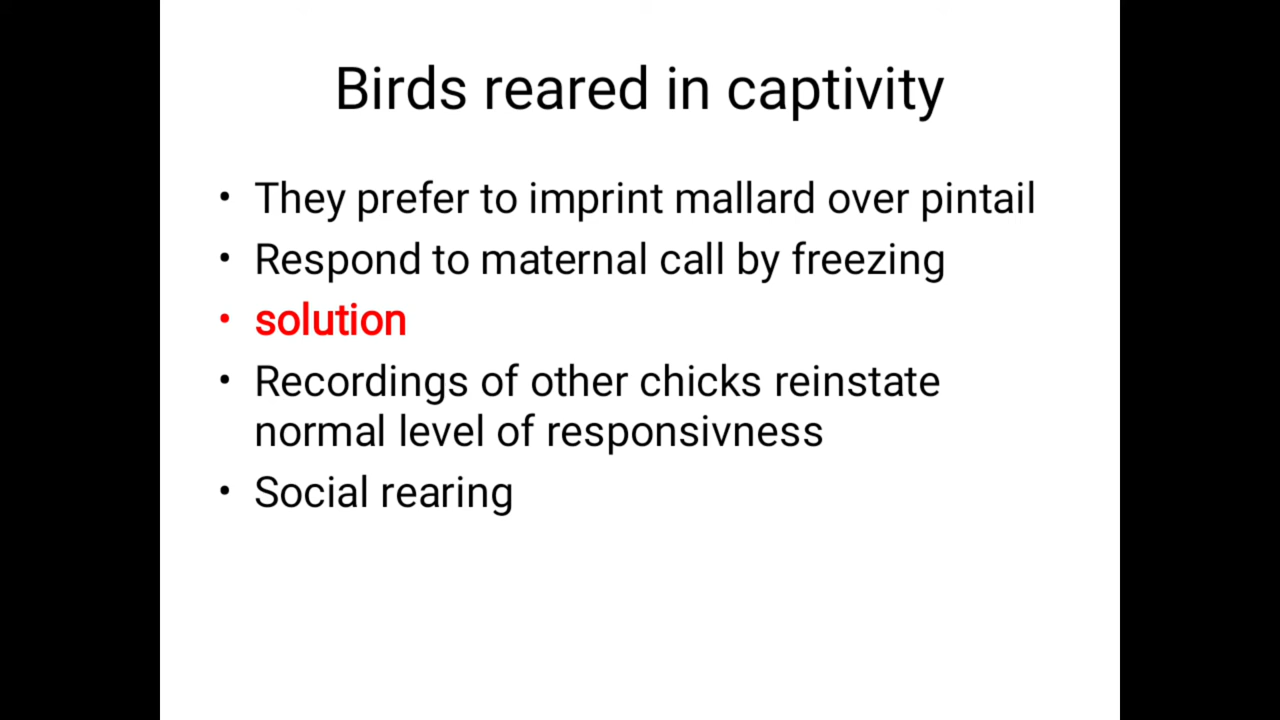 Birds reared in captivity
• They prefer to imprint mallard over pintail
• Respond to maternal call by freezing
• solution
• Recordings of other chicks reinstate
normal level of responsivness
• Social rearing